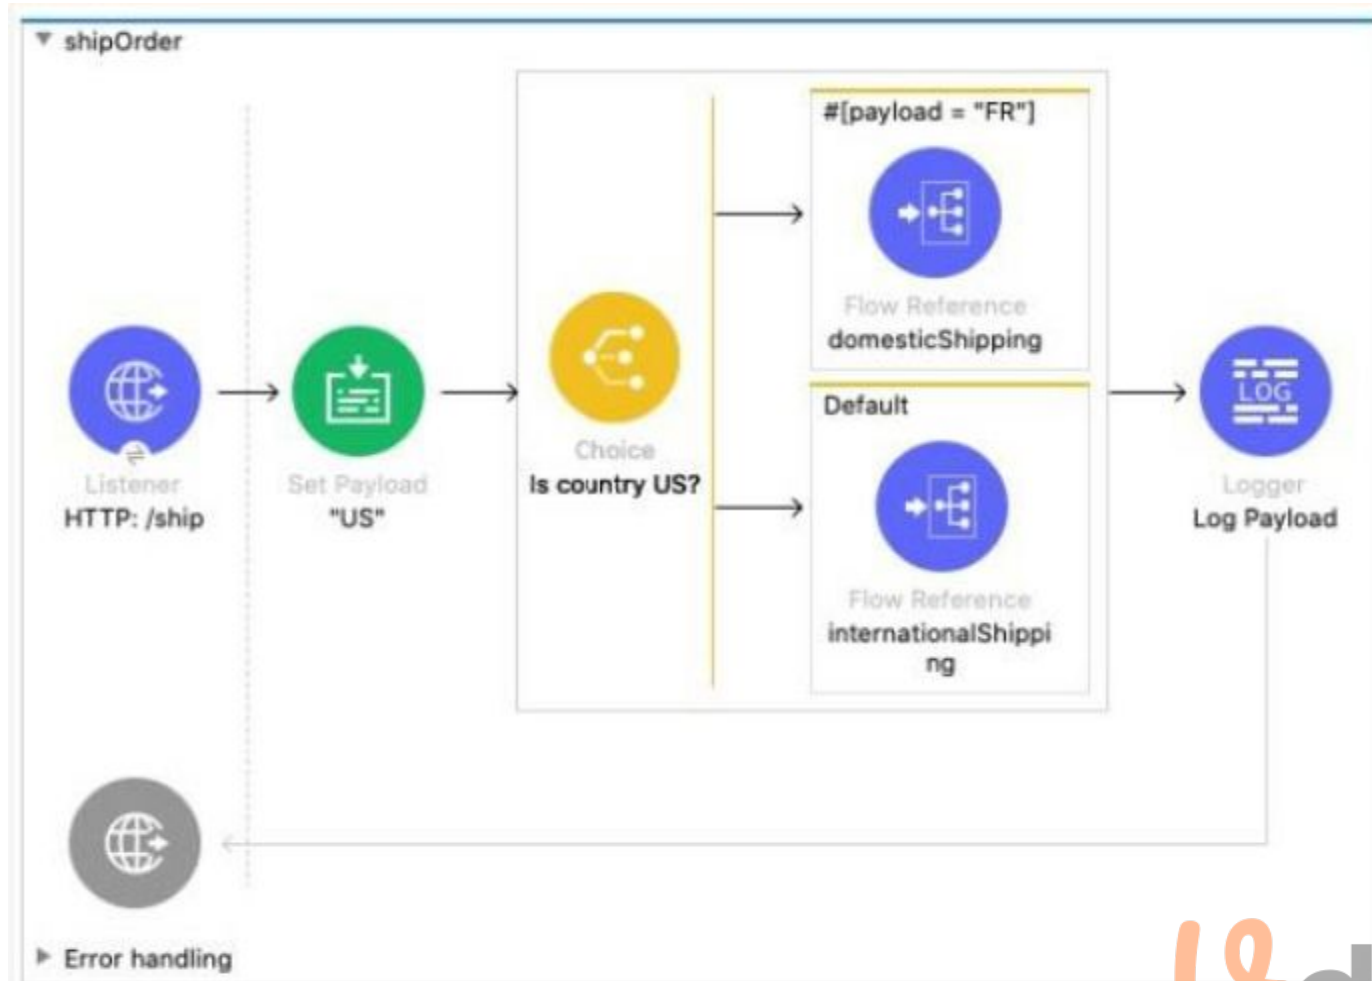 shipOrder
#[payload = "FR"]
Flow Reference
domesticShipping
Listener
HTTP: /ship
Set Payload
"US"
Choice
Is country US?
Default
Flow Reference
internationalShippi
ng
LOG
Logger
Log Payload
Error handling